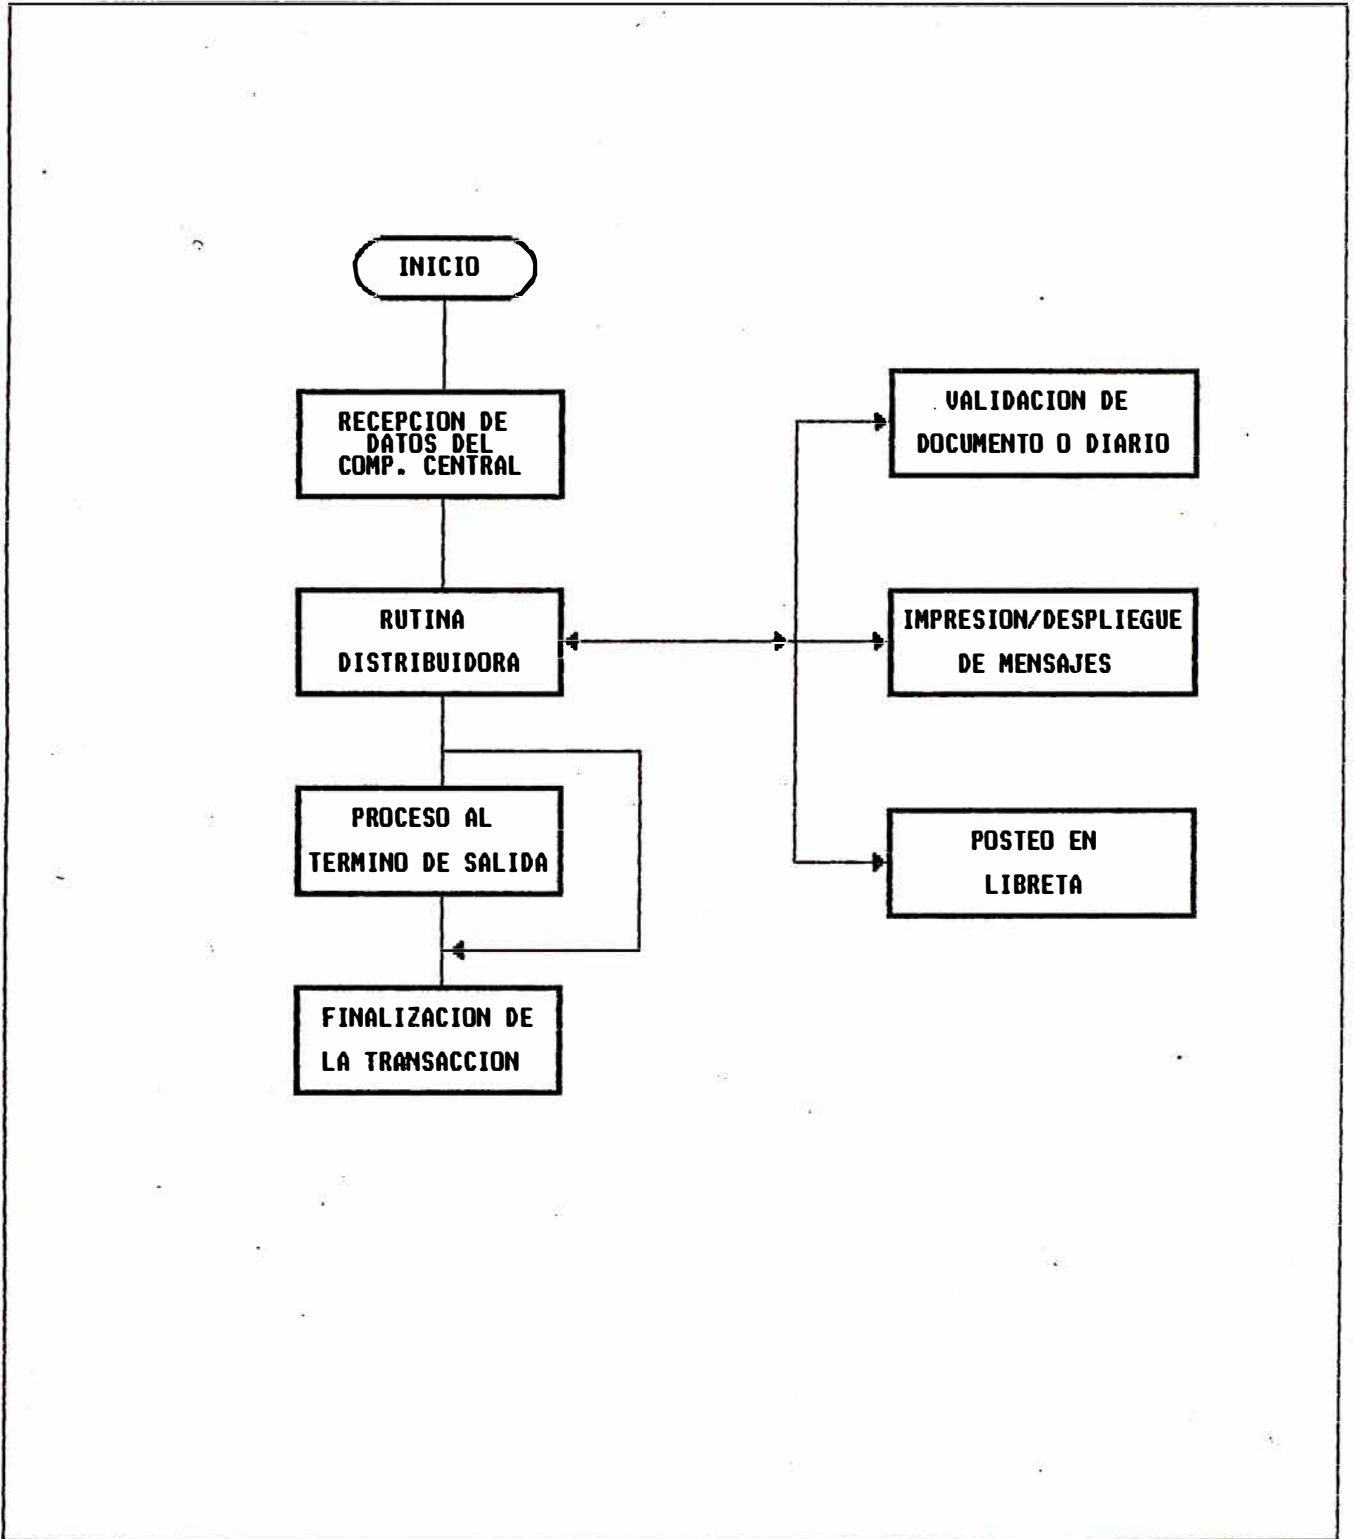 INICIO
RECEPCION DE
DATOS DEL
COMP. CENTRAL
RUTINA
DISTRIBUIDORA
PROCESO AL
TERMINO DE SALIDA
FINALIZACION DE
LA TRANSACCION
VALIDACION DE
DOCUMENTO O DIARIO
IMPRESION/DESPLIEGUE
DE MENSAJES
POSTEO EN
LIBRETA